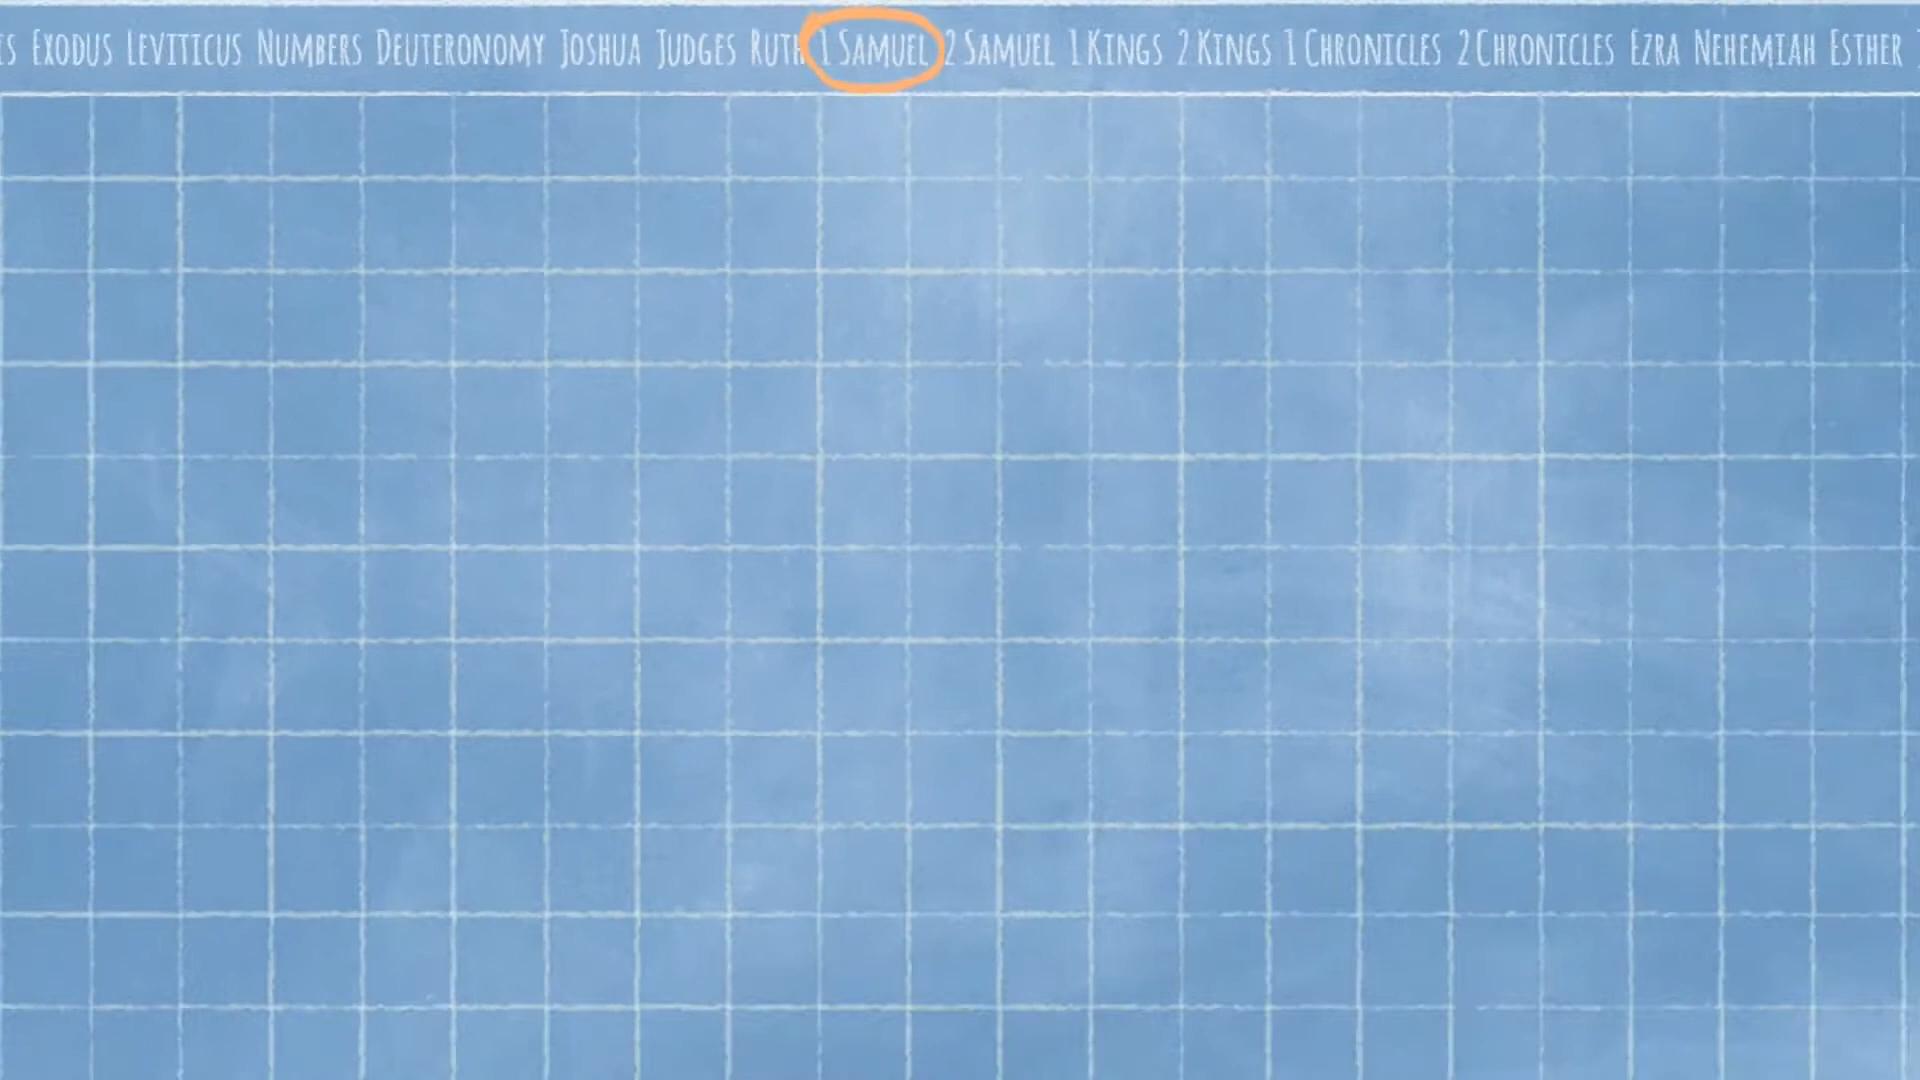 Exodus Leviticus Numbers Deuteronomy Joshua Judges Ruth 1 Samuel 2 Samuel 1 Kings 2 Kings 1 Chronicles 2 Chronicles Ezra Nehemiah Esther